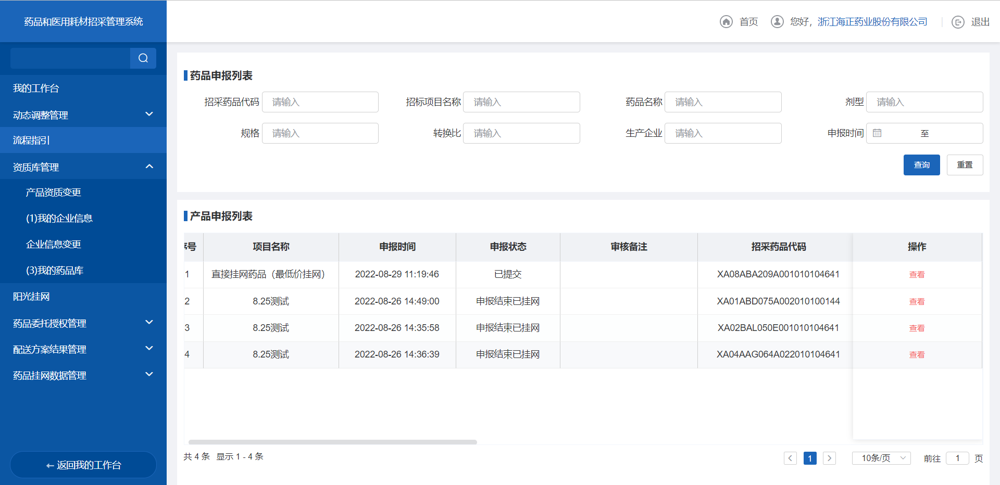 药品和医用耗材招采管理系统
首页
您好，浙江海正药业股份有限公司
退出
我的工作台
动态调整管理
流程指引
资质库管理
产品资质变更
(1)我的企业信息
企业信息变更
(3)我的药品库
阳光挂网
药品委托授权管理
配送方案结果管理
药品挂网数据管理
返回我的工作台
药品申报列表
招采药品代码 请输入 招标项目名称 请输入 药品名称 请输入 剂型 请输入
规格 请输入 转换比 请输入 生产企业 请输入 申报时间 至
查询 重置
产品申报列表
序号 项目名称 申报时间 申报状态 审核备注 招采药品代码 操作
1 直接挂网药品（最低价挂网） 2022-08-29 11:19:46 已提交 XA08ABA209A001010104641 查看
2 8.25测试 2022-08-26 14:49:00 申报结束已挂网 XA01ABD075A002010100144 查看
3 8.25测试 2022-08-26 14:35:58 申报结束已挂网 XA02BAL050E001010104641 查看
4 8.25测试 2022-08-26 14:36:39 申报结束已挂网 XA04AAG064A022010104641 查看
共 4 条 显示 1 - 4 条
1 10条/页 前往 1 页